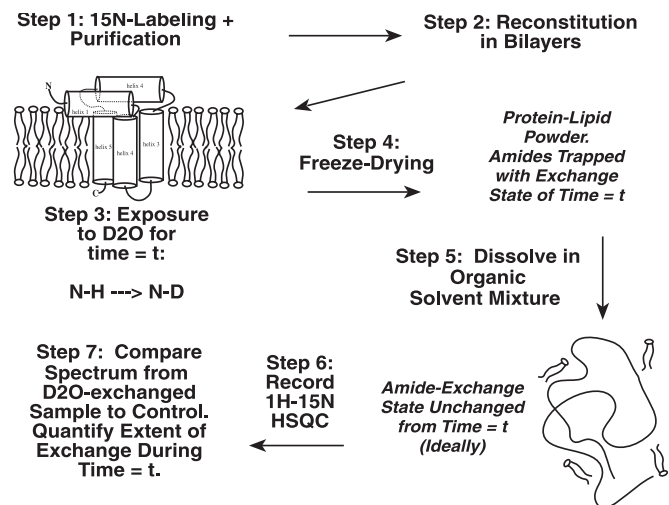 Step 1: 15N-Labeling +
Purification
Step 2: Reconstitution
in Bilayers
N
helix 4
helix 1
helix 5
helix 4
helix 3
C
Step 3: Exposure
to D2O for
time = t:
N-H ---> N-D
Step 4:
Freeze-Drying
Protein-Lipid
Powder.
Amides Trapped
with Exchange
State of Time = t
Step 5: Dissolve in
Organic
Solvent Mixture
Amide-Exchange
State Unchanged
from Time = t
(Ideally)
Step 6:
Record
1H-15N
HSQC
Step 7: Compare
Spectrum from
D2O-exchanged
Sample to Control.
Quantify Extent of
Exchange During
Time = t.